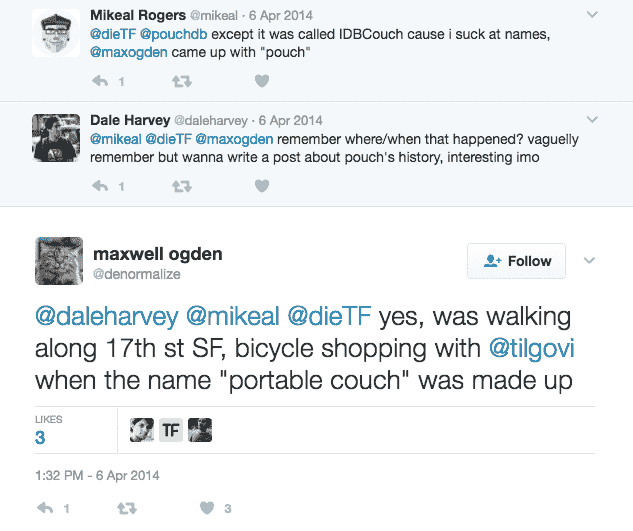 Mikeal Rogers @mikeal · 6 Apr 2014
@dieTF @pouchdb except it was called IDBCouch cause i suck at names,
@maxogden came up with "pouch"
1
Dale Harvey @daleharvey · 6 Apr 2014
@mikeal @dieTF @maxogden remember where/when that happened? vaguelly
remember but wanna write a post about pouch's history, interesting imo
1
maxwell ogden
@denormalize
Follow
@daleharvey @mikeal @dieTF yes, was walking
along 17th st SF, bicycle shopping with @tilgovi
when the name "portable couch" was made up
LIKES
3
TF
1:32 PM - 6 Apr 2014
1 3